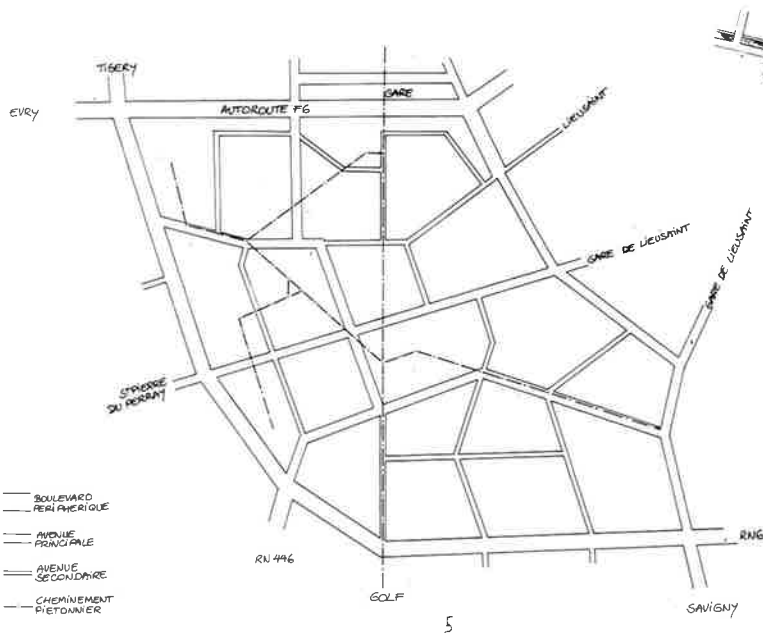 TIGERY
EVRY
GARE
AUTOROUTE F6
LIEUSAINT
GARE DE LIEUSAINT
GARE DE LIEUSAINT
ST PIERRE
DU PERRAY
BOULEVARD
PERIPHERIQUE
AVENUE
PRINCIPALE
AVENUE
SECONDAIRE
CHEMINEMENT
PIETONNIER
RN 446
GOLF
RN6
SAVIGNY
5